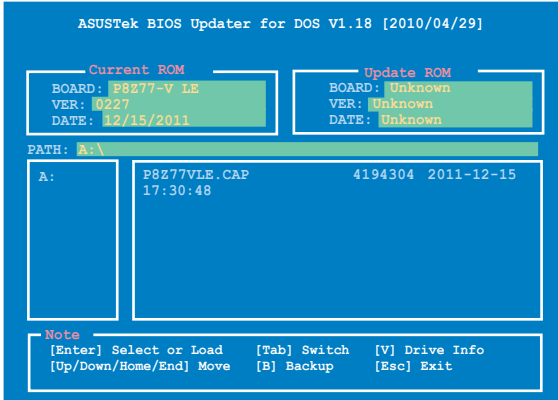 ASUSTek BIOS Updater for DOS V1.18 [2010/04/29]
Current ROM
BOARD: P8Z77-V LE
VER: 0227
DATE: 12/15/2011
Update ROM
BOARD: Unknown
VER: Unknown
DATE: Unknown
PATH: A:\
A:
P8Z77VLE.CAP 4194304 2011-12-15
17:30:48
Note
[Enter] Select or Load [Tab] Switch [V] Drive Info
[Up/Down/Home/End] Move [B] Backup [Esc] Exit